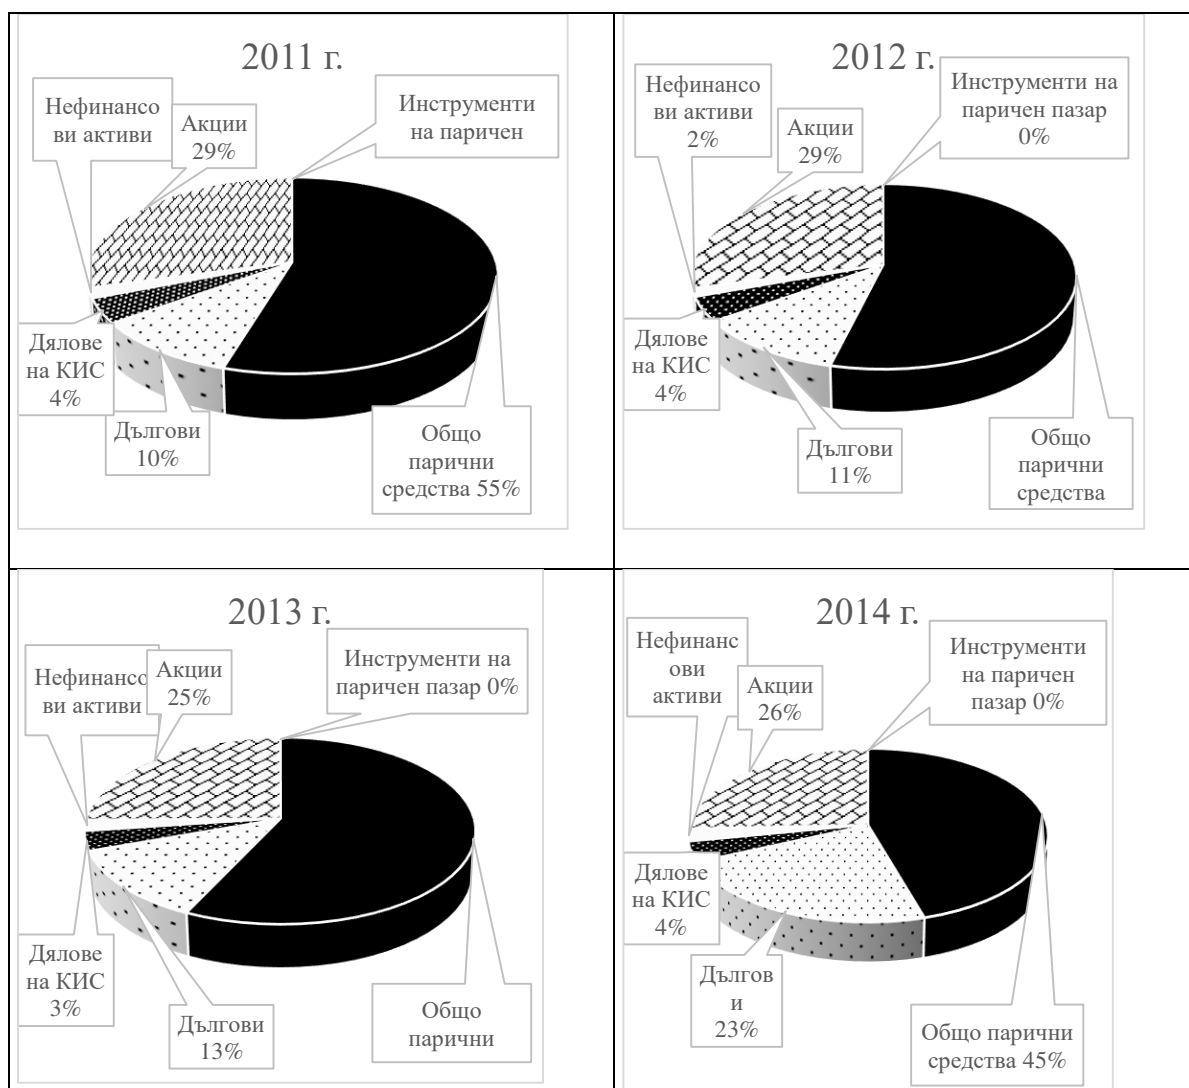 2011 г.
Нефинансо
ви активи
Акции
29%
Инструменти
на паричен
Дялове
на КИС
4%
Дългови
10%
Общо
парични
средства 55%
2012 г.
Нефинансо
ви активи
2%
Акции
29%
Инструменти на
паричен пазар
0%
Дялове
на КИС
4%
Дългови
11%
Общо
парични
средства
2013 г.
Нефинансо
ви активи
Акции
25%
Инструменти на
паричен пазар 0%
Дялове
на КИС
3%
Дългови
13%
Общо
парични
2014 г.
Нефинанс
ови
активи
Акции
26%
Инструменти
на паричен
пазар 0%
Дялове
на КИС
4%
Дългов
и
23%
Общо парични
средства 45%